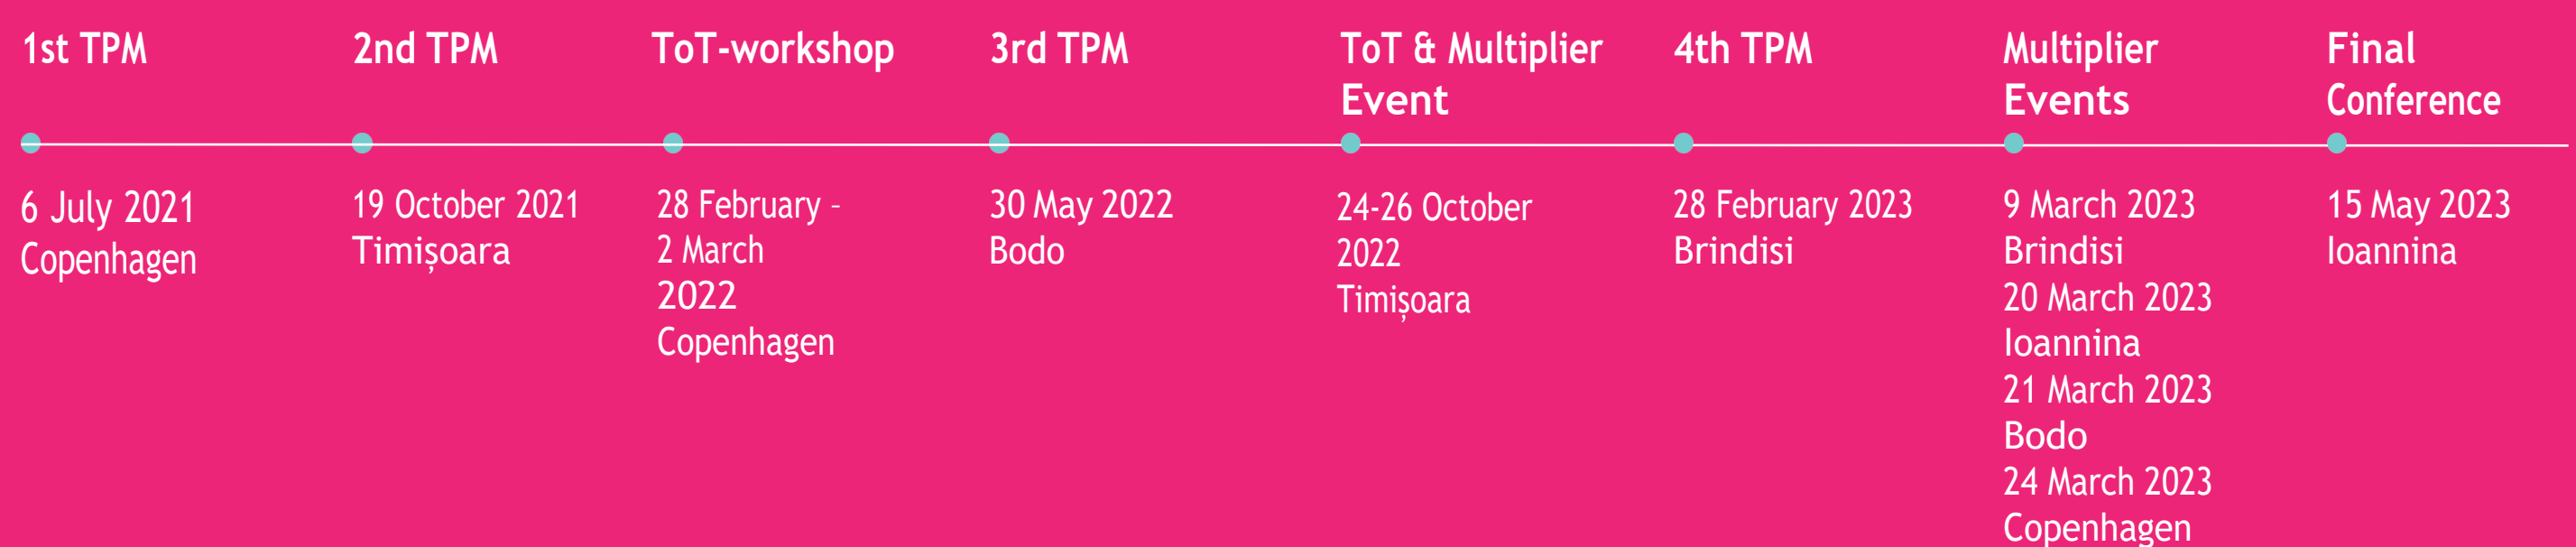 1st TPM
6 July 2021
Copenhagen
2nd TPM
19 October 2021
Timișoara
ToT-workshop
28 February -
2 March
2022
Copenhagen
3rd TPM
30 May 2022
Bodo
ToT & Multiplier
Event
24-26 October
2022
Timișoara
4th TPM
28 February 2023
Brindisi
Multiplier
Events
9 March 2023
Brindisi
20 March 2023
Ioannina
21 March 2023
Bodo
24 March 2023
Copenhagen
Final
Conference
15 May 2023
Ioannina